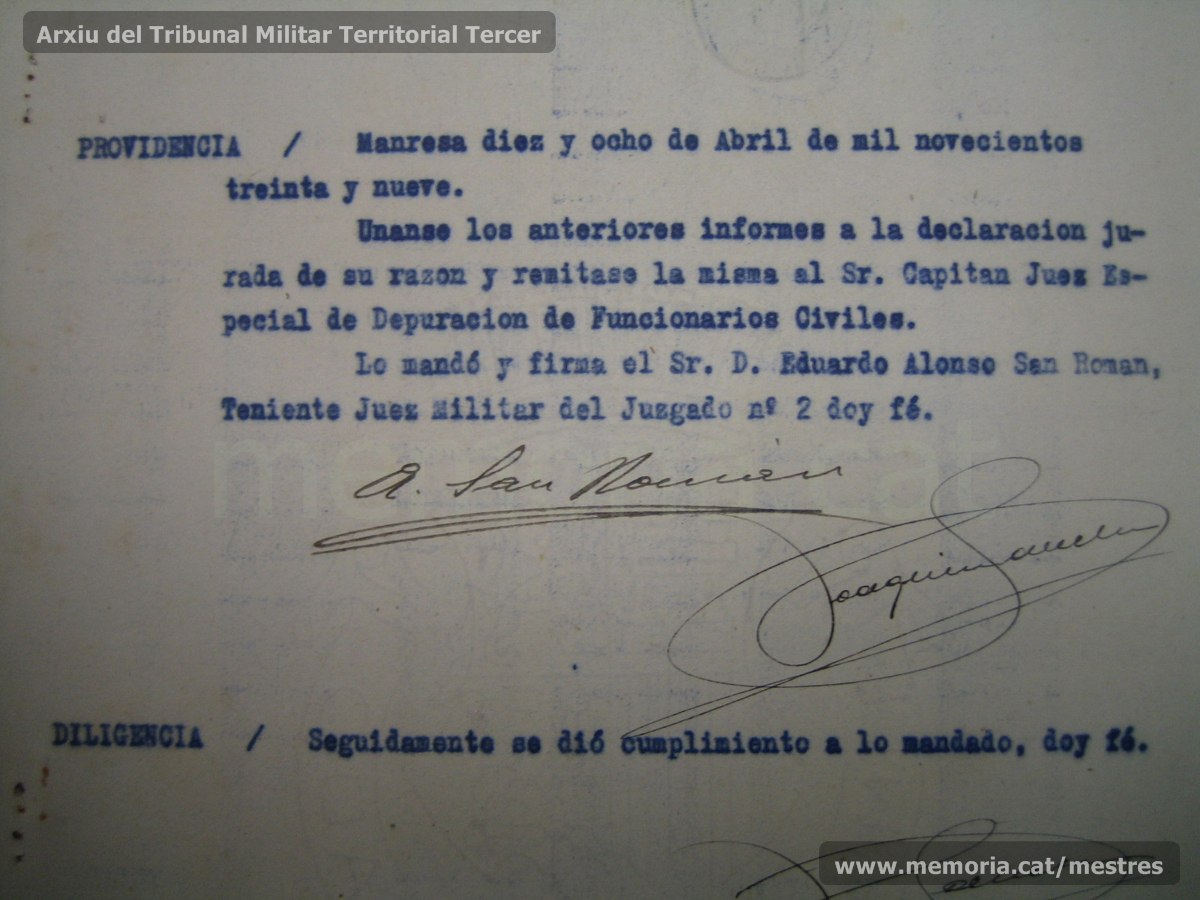 Arxiu del Tribunal Militar Territorial Tercer
PROVIDENCIA / Manresa diez y ocho de Abril de mil novecientos
treinta y nueve.
Unanse los anteriores informes a la declaracion ju-
rada de su razon y remitase la misma al Sr. Capitan Juez Es-
pecial de Depuracion de Funcionarios Civiles.
Lo mandó y firma el Sr. D. Eduardo Alonso San Roman,
Teniente Juez Militar del Juzgado nº 2 doy fé.
A. San Román
Joaquin
DILIGENCIA / Seguidamente se dió cumplimiento a lo mandado, doy fé.
www.memoria.cat/mestres